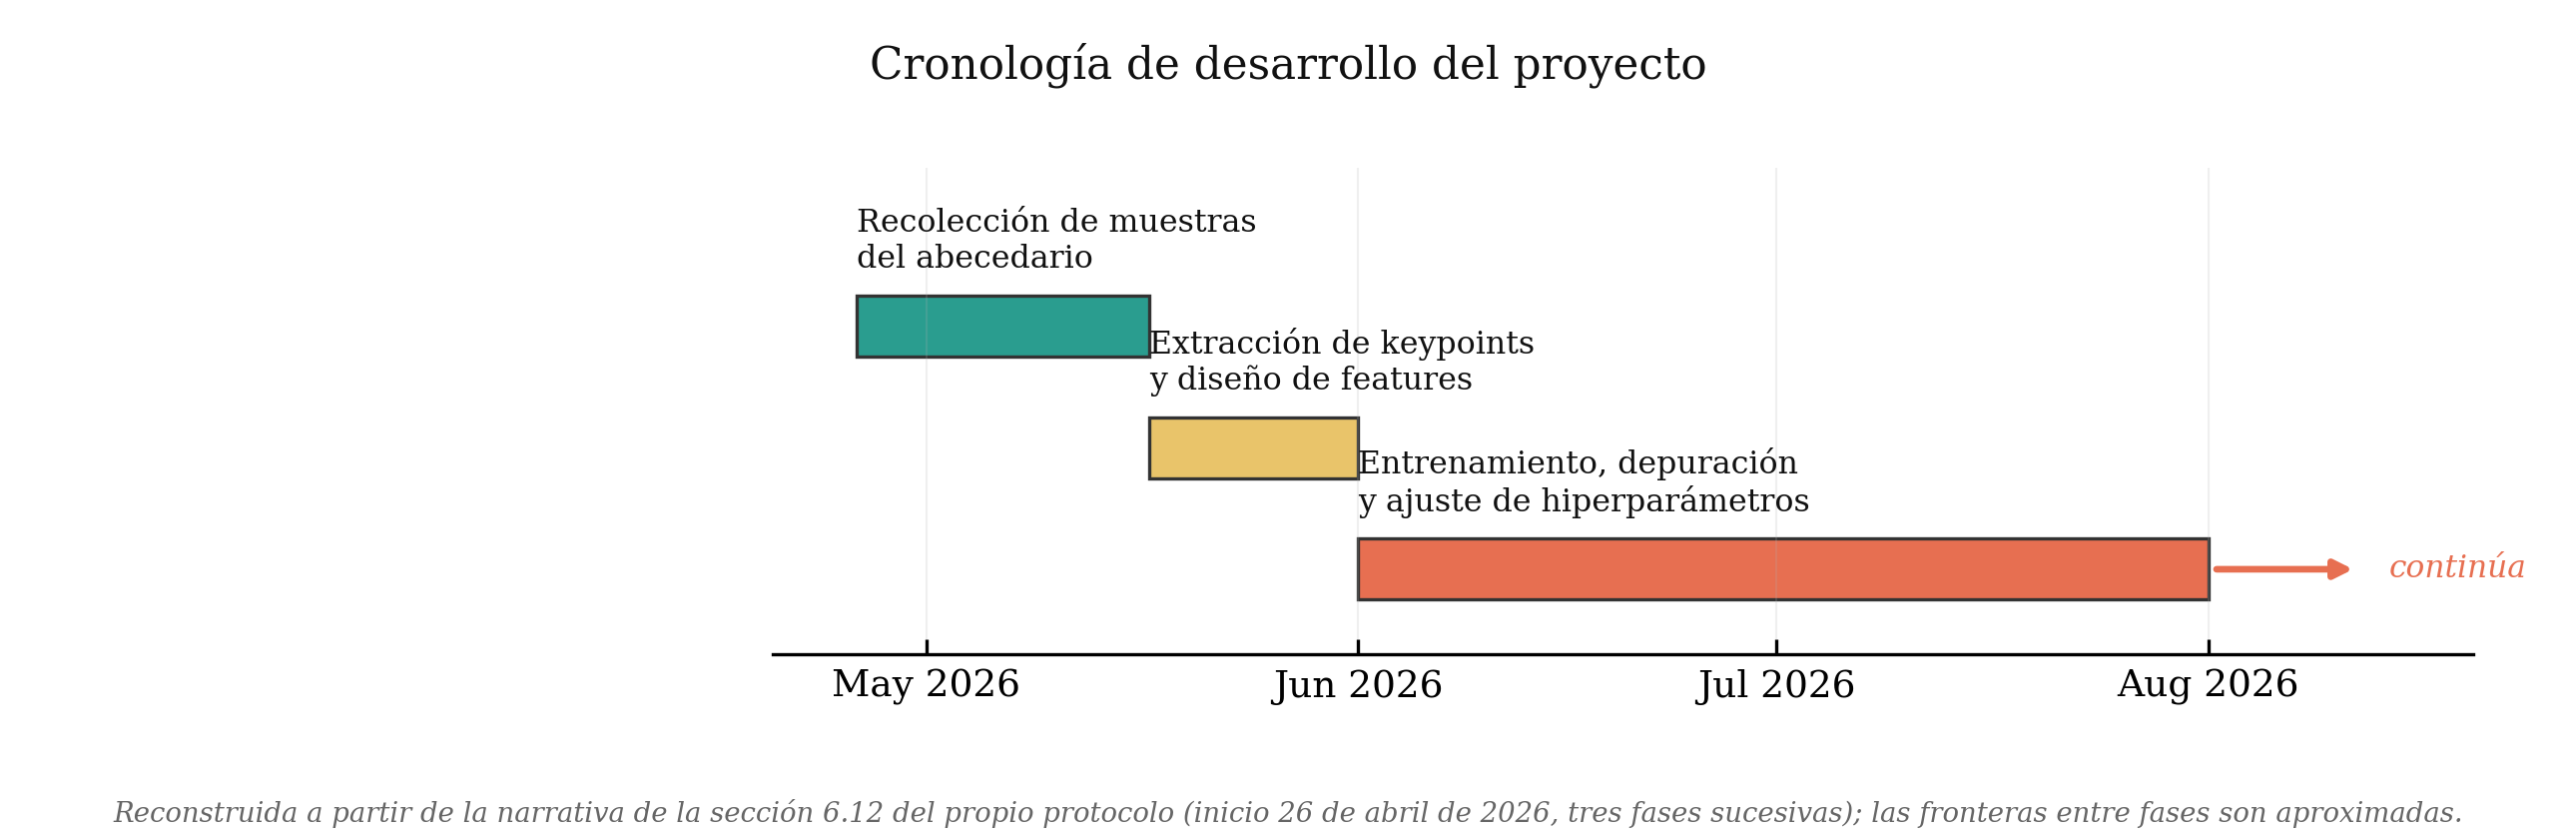 Cronología de desarrollo del proyecto
Recolección de muestras
del abecedario
Extracción de keypoints
y diseño de features
Entrenamiento, depuración
y ajuste de hiperparámetros
continúa
May 2026
Jun 2026
Jul 2026
Aug 2026
Reconstruida a partir de la narrativa de la sección 6.12 del propio protocolo (inicio 26 de abril de 2026, tres fases sucesivas); las fronteras entre fases son aproximadas.